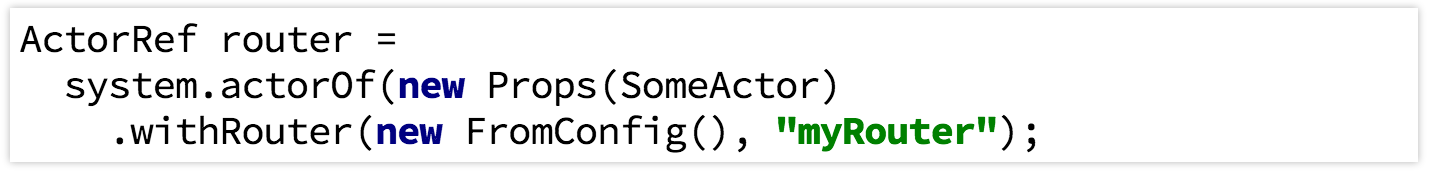 ActorRef router =
  system.actorOf(new Props(SomeActor)
    .withRouter(new FromConfig(), "myRouter");